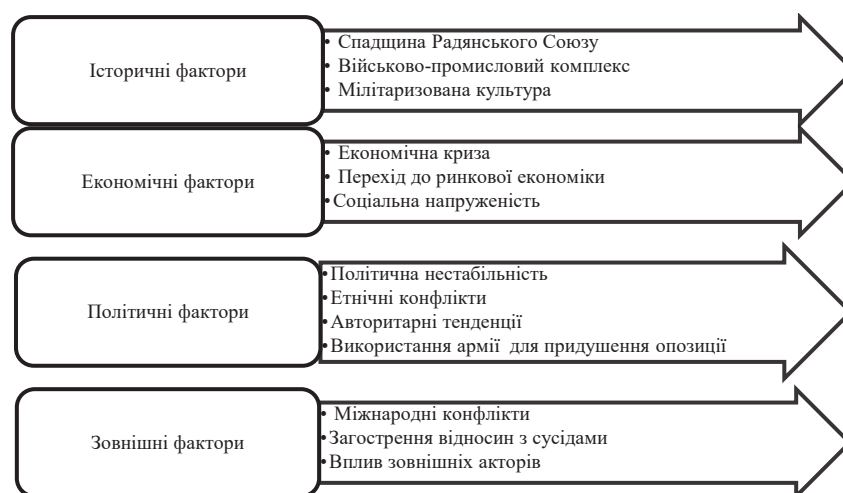 Історичні фактори
• Спадщина Радянського Союзу
• Військово-промисловий комплекс
• Мілітаризована культура
Економічні фактори
• Економічна криза
• Перехід до ринкової економіки
• Соціальна напруженість
Політичні фактори
• Політична нестабільність
• Етнічні конфлікти
• Авторитарні тенденції
• Використання армії для придушення опозиції
Зовнішні фактори
• Міжнародні конфлікти
• Загострення відносин з сусідами
• Вплив зовнішніх акторів